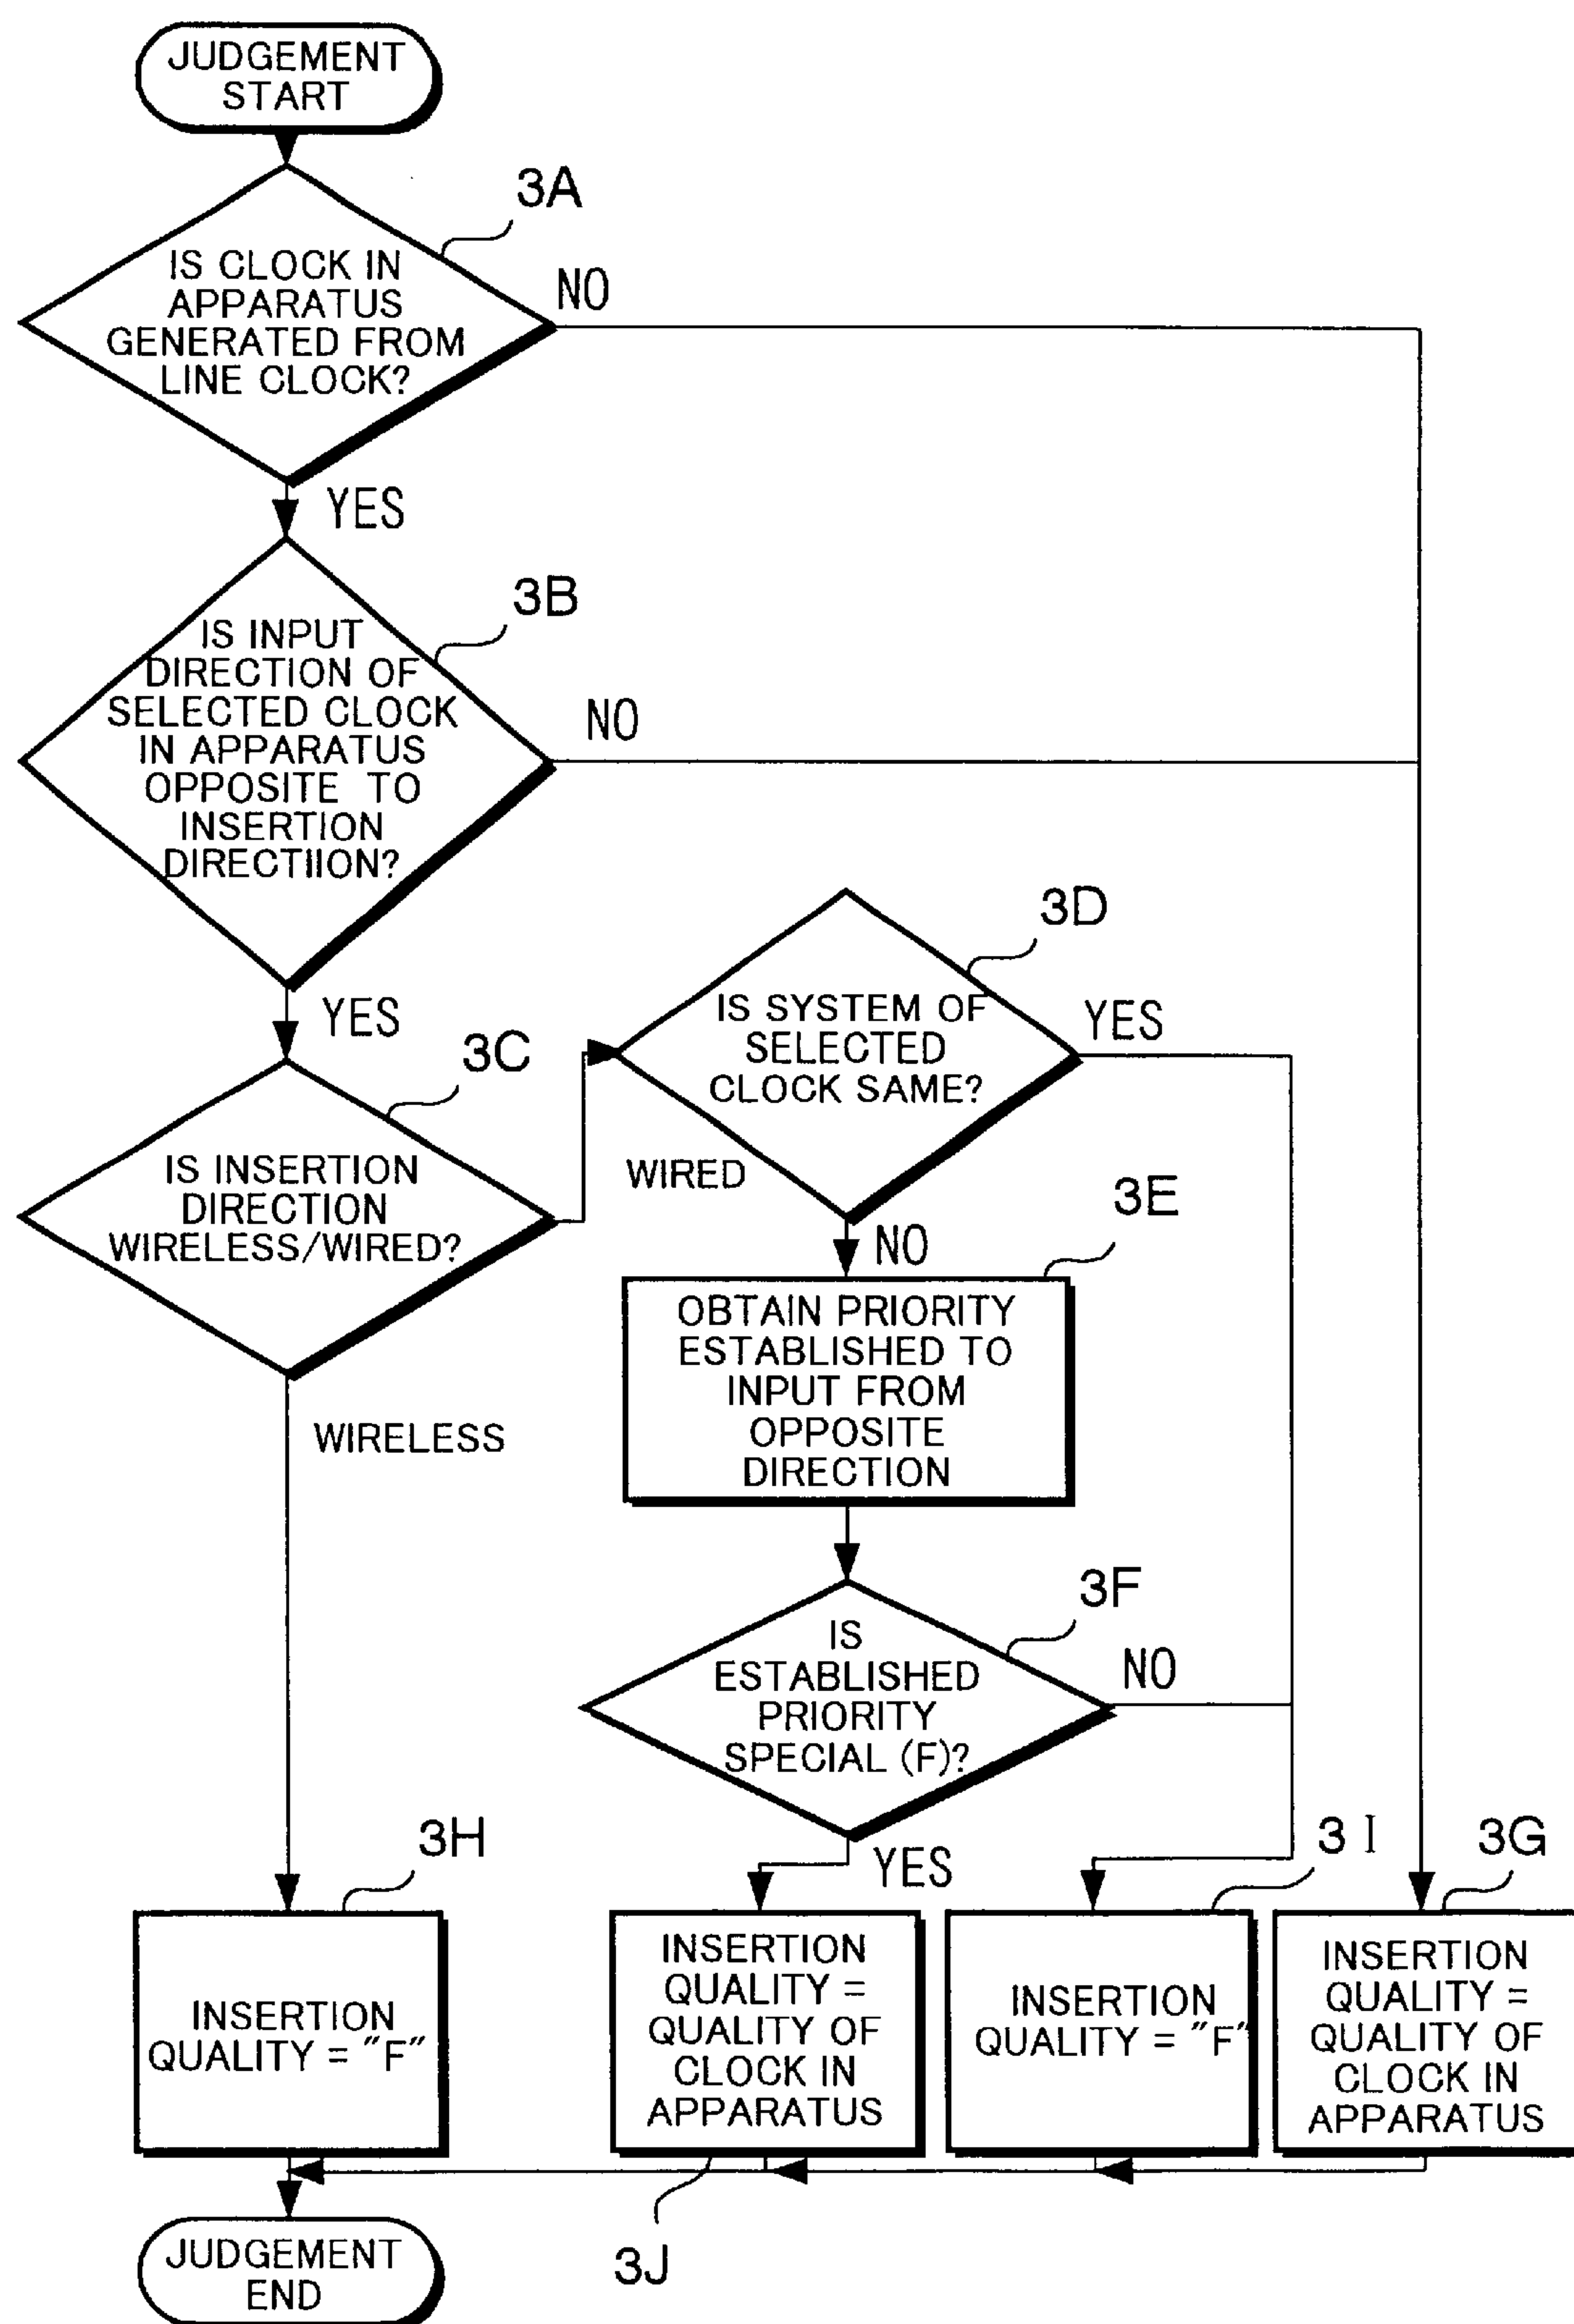 JUDGEMENT
START
3A
IS CLOCK IN
APPARATUS
GENERATED FROM
LINE CLOCK?
NO
YES
3B
IS INPUT
DIRECTION OF
SELECTED CLOCK
IN APPARATUS
OPPOSITE TO
INSERTION
DIRECTIION?
NO
YES
3C
IS INSERTION
DIRECTION
WIRELESS/WIRED?
WIRED
WIRELESS
3D
IS SYSTEM OF
SELECTED
CLOCK SAME?
YES
NO
3E
OBTAIN PRIORITY
ESTABLISHED TO
INPUT FROM
OPPOSITE
DIRECTION
3F
IS
ESTABLISHED
PRIORITY
SPECIAL (F)?
NO
YES
3H
INSERTION
QUALITY = "F"
INSERTION
QUALITY =
QUALITY OF
CLOCK IN
APPARATUS
3J
3I
INSERTION
QUALITY = "F"
3G
INSERTION
QUALITY =
QUALITY OF
CLOCK IN
APPARATUS
JUDGEMENT
END